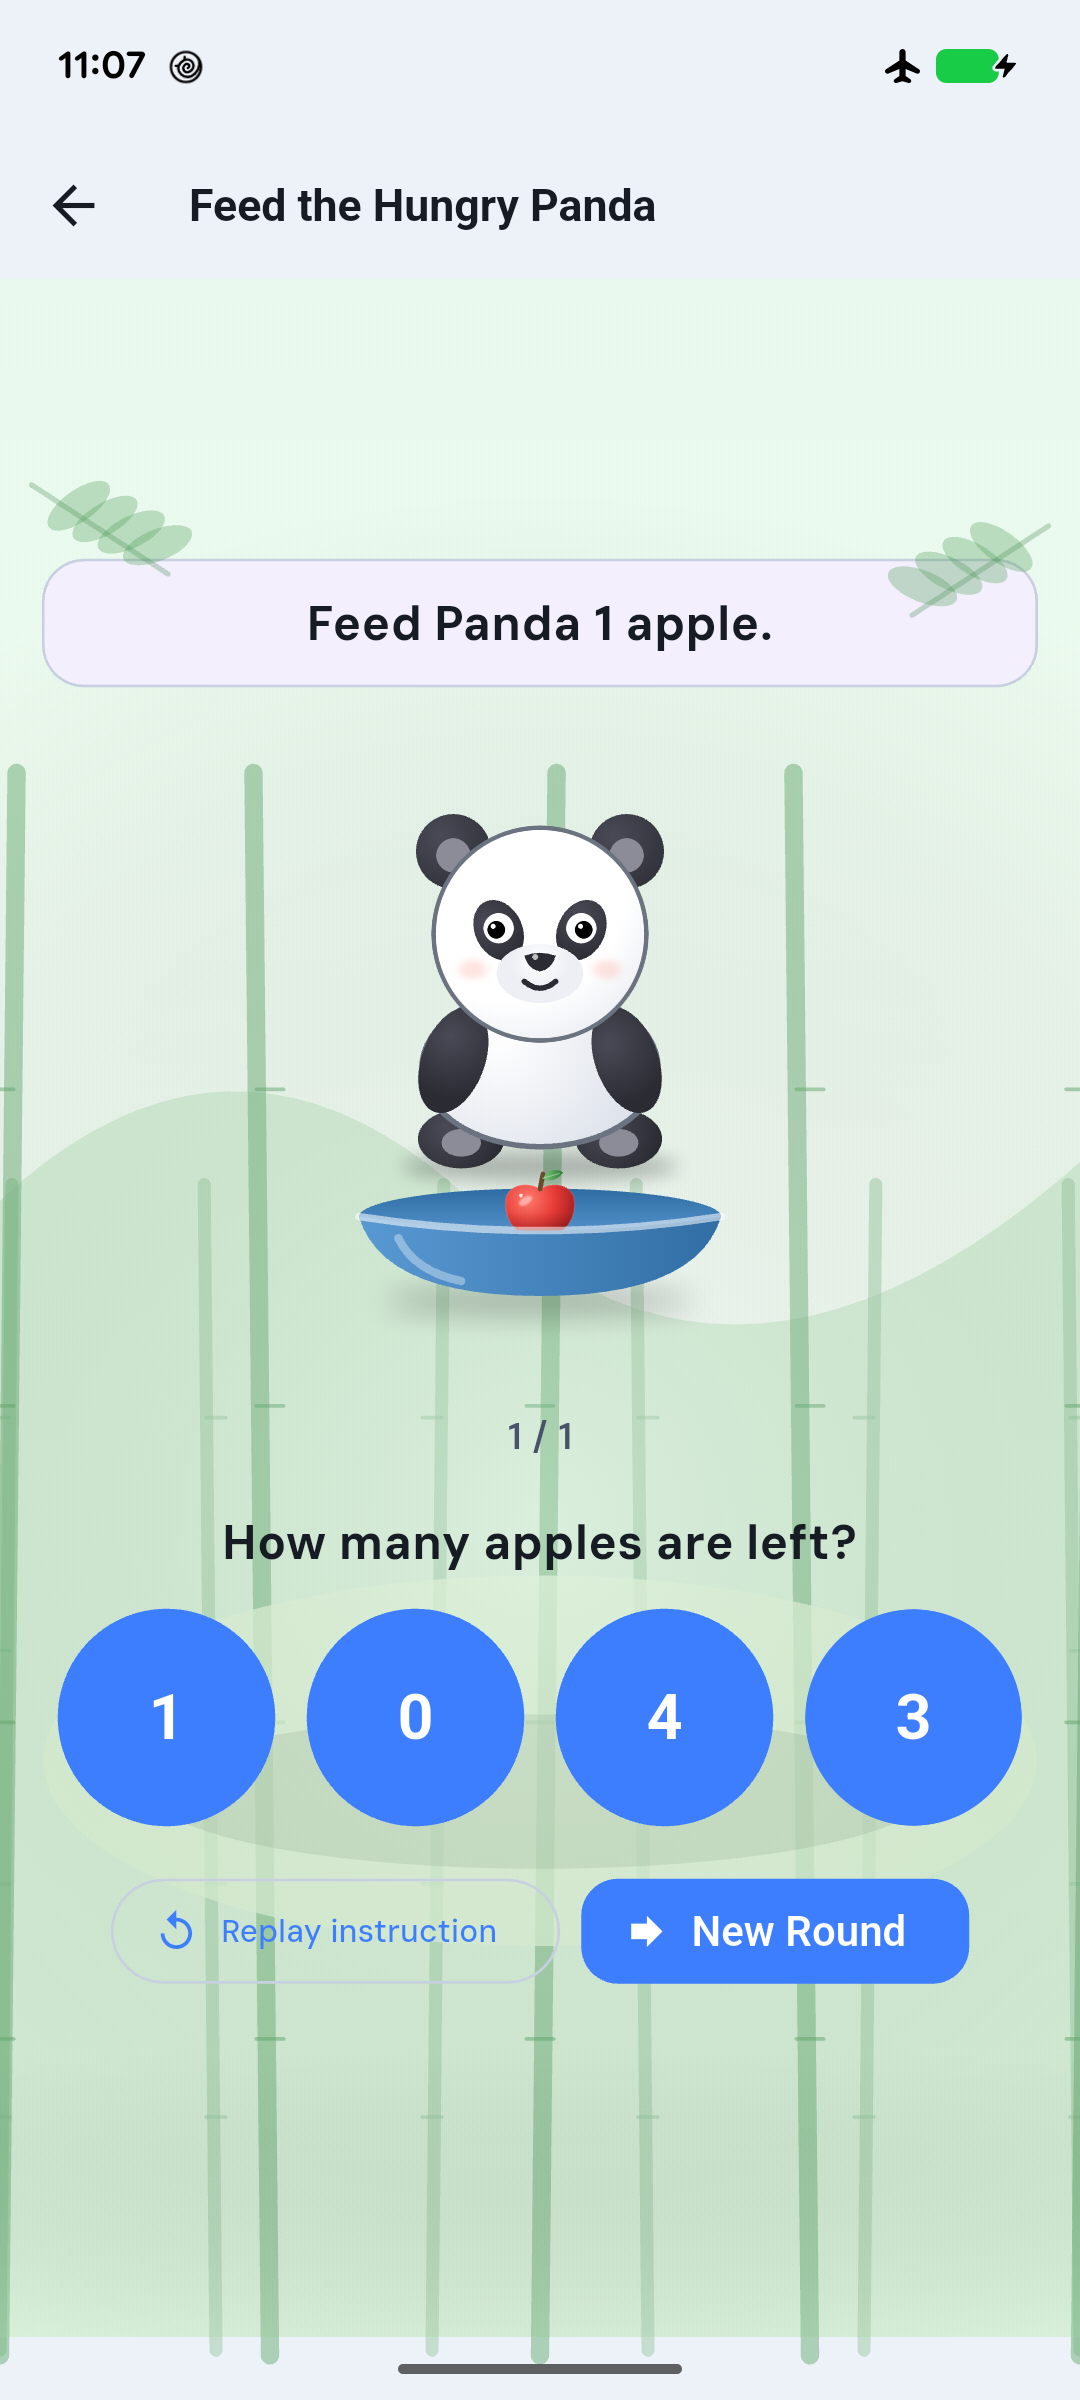 11:07
Feed the Hungry Panda
Feed Panda 1 apple.
1 / 1
How many apples are left?
1 0 4 3
Replay instruction
New Round